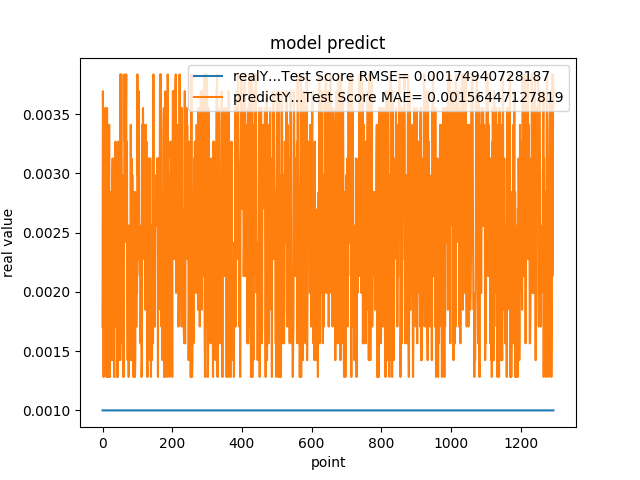 model predict
realY...Test Score RMSE= 0.00174940728187
predictY...Test Score MAE= 0.00156447127819
real value
0.0035
0.0030
0.0025
0.0020
0.0015
0.0010
0 200 400 600 800 1000 1200
point